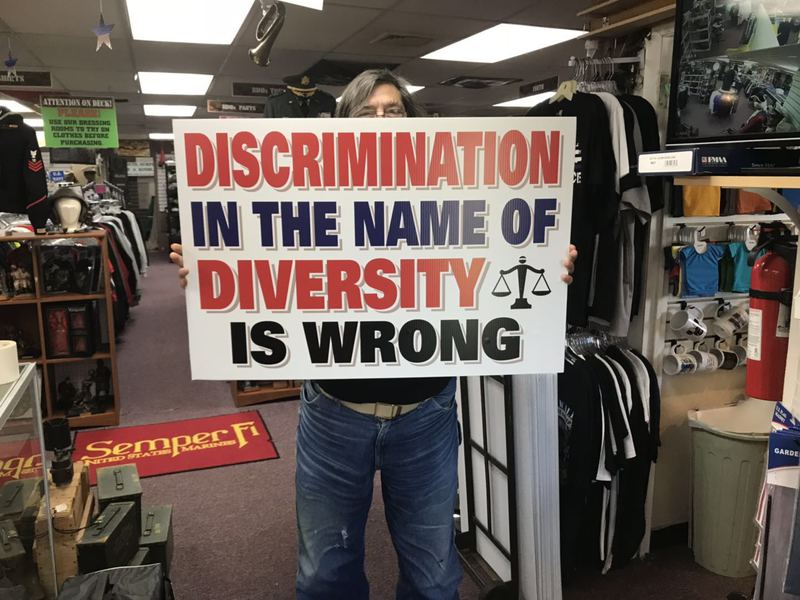 ATTENTION ON DECK!
PLEASE
USE OUR DRESSING
ROOMS TO TRY ON
CLOTHES BEFORE
PURCHASING
DISCRIMINATION
IN THE NAME OF
DIVERSITY
IS WRONG
SEMPER FI
UNITED STATES MARINES
GARDE